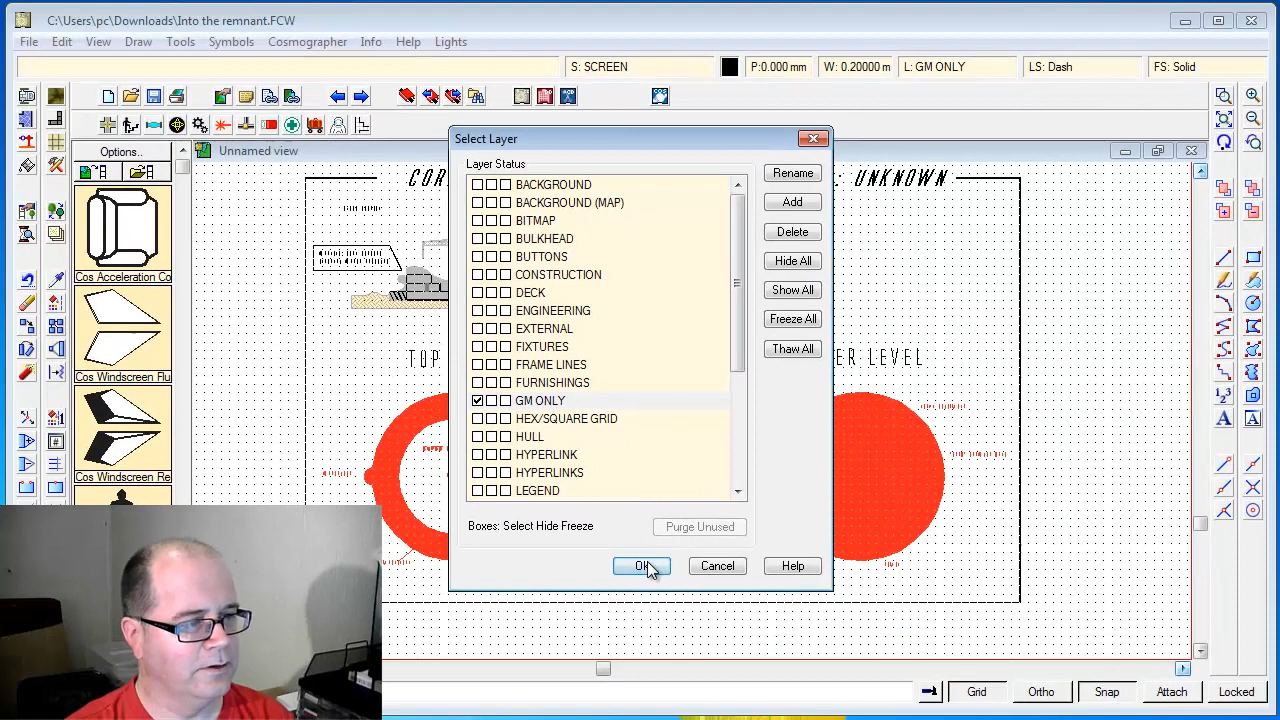 C:\Users\pc\Downloads\Into the remnant.FCW
File Edit View Draw Tools Symbols Cosmographer Info Help Lights
S: SCREEN P:0.000 mm W: 0.20000 m L: GM ONLY LS: Dash FS: Solid
Options..
Unnamed view
Cos Acceleration Co
Cos Windscreen Flu
Cos Windscreen Re
COR : UNKNOWN
TOP ER LEVEL
Select Layer
Layer Status
BACKGROUND
BACKGROUND (MAP)
BITMAP
BULKHEAD
BUTTONS
CONSTRUCTION
DECK
ENGINEERING
EXTERNAL
FIXTURES
FRAME LINES
FURNISHINGS
GM ONLY
HEX/SQUARE GRID
HULL
HYPERLINK
HYPERLINKS
LEGEND
Rename
Add
Delete
Hide All
Show All
Freeze All
Thaw All
Boxes: Select Hide Freeze Purge Unused
OK Cancel Help
Grid Ortho Snap Attach Locked